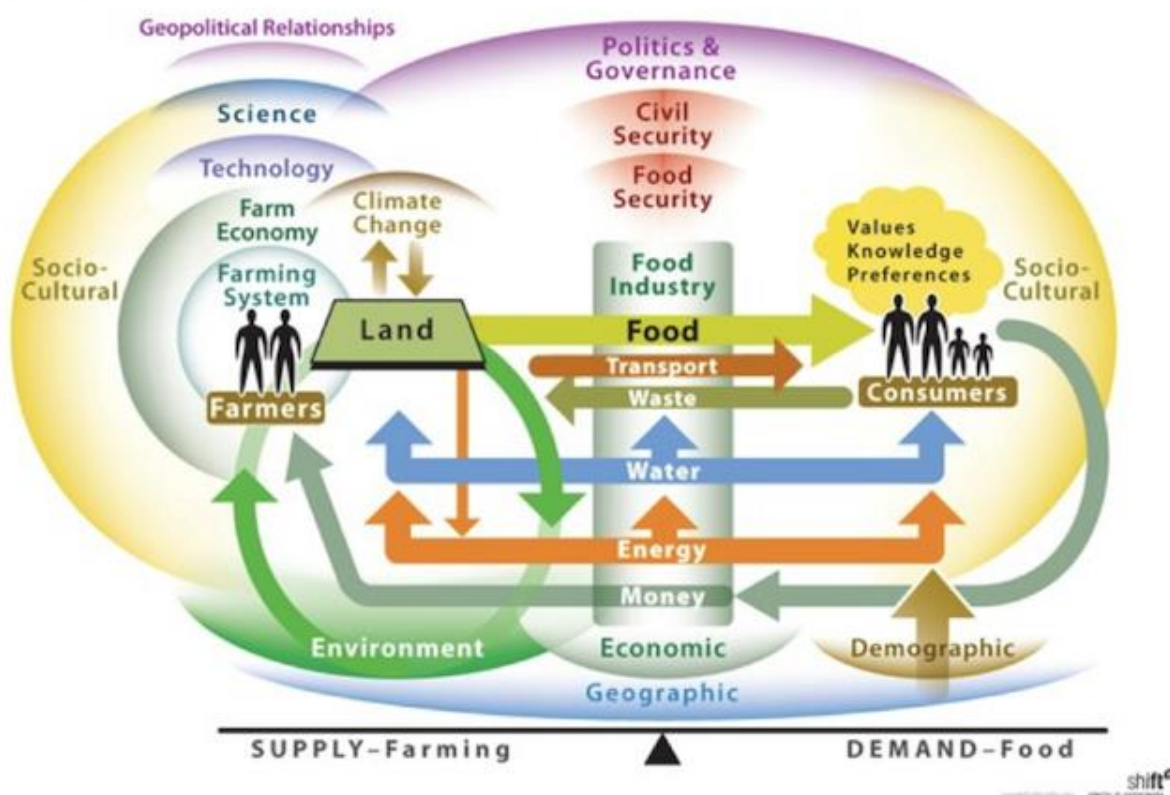 Geopolitical Relationships
Politics &
Governance
Science
Civil
Security
Technology
Food
Security
Climate
Change
Farm
Economy
Values
Knowledge
Preferences
Socio-
Cultural
Farming
System
Food
Industry
Socio-
Cultural
Land
Food
Transport
Waste
Farmers
Consumers
Water
Energy
Money
Environment
Economic
Demographic
Geographic
SUPPLY–Farming
DEMAND–Food
shift